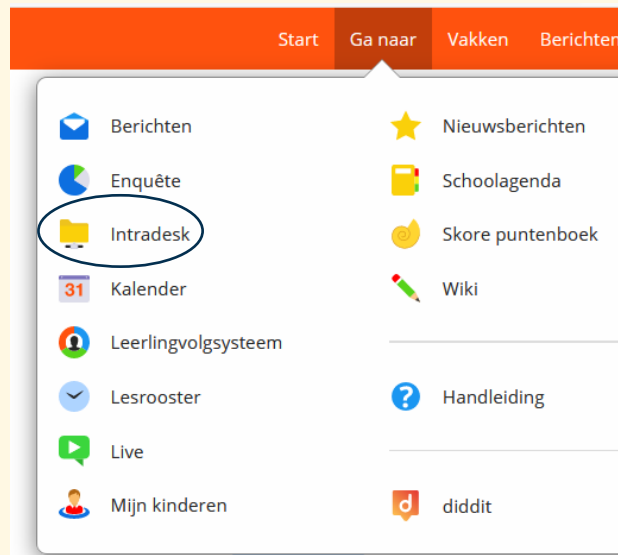 Start Ga naar Vakken Berichten
Berichten
Enquête
Intradesk
31 Kalender
Leerlingvolgsysteem
Lesrooster
Live
Mijn kinderen
Nieuwsberichten
Schoolagenda
Skore puntenboek
Wiki
? Handleiding
d diddit